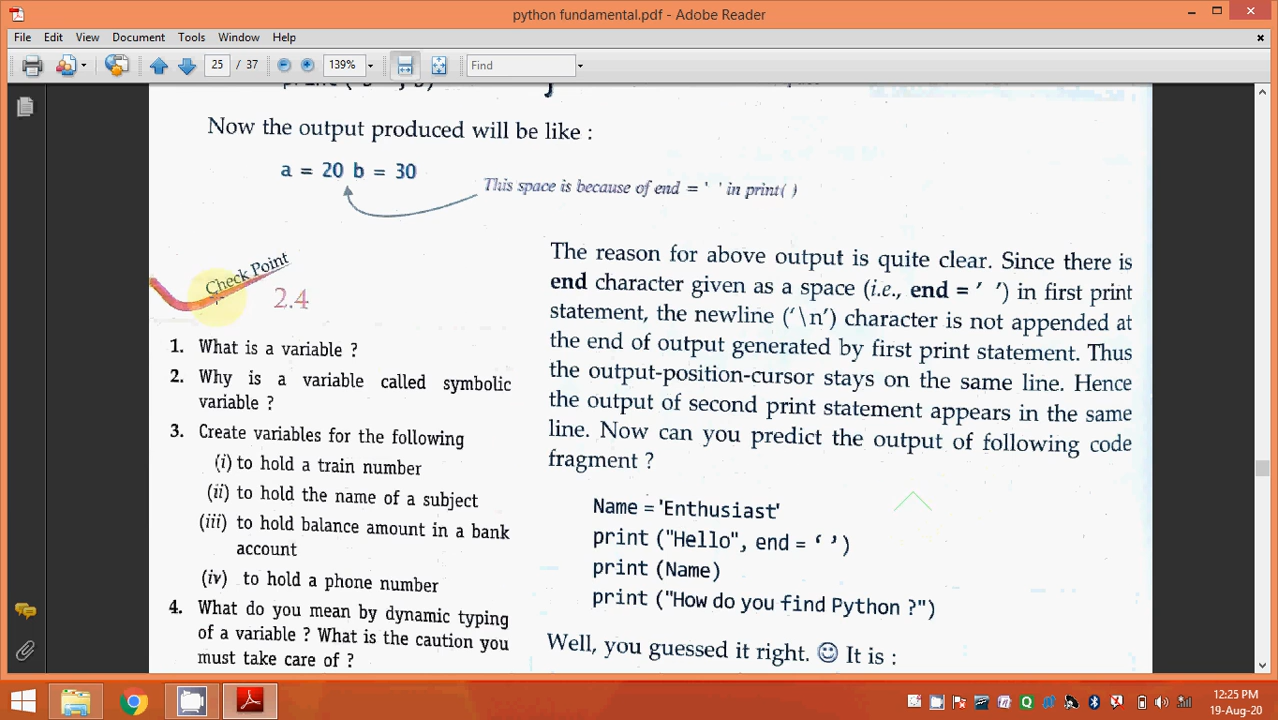 python fundamental.pdf - Adobe Reader
File Edit View Document Tools Window Help
25 / 37 139% Find
Now the output produced will be like :
a = 20 b = 30
This space is because of end = ' ' in print( )
Check Point
2.4
1. What is a variable ?
2. Why is a variable called symbolic
variable ?
3. Create variables for the following
(i) to hold a train number
(ii) to hold the name of a subject
(iii) to hold balance amount in a bank
account
(iv) to hold a phone number
4. What do you mean by dynamic typing
of a variable ? What is the caution you
must take care of ?
The reason for above output is quite clear. Since there is
end character given as a space (i.e., end = ' ') in first print
statement, the newline ('\n') character is not appended at
the end of output generated by first print statement. Thus
the output-position-cursor stays on the same line. Hence
the output of second print statement appears in the same
line. Now can you predict the output of following code
fragment ?
Name = 'Enthusiast'
print ("Hello", end = ‘ ’)
print (Name)
print ("How do you find Python ?")
Well, you guessed it right. ☺ It is :
12:25 PM
19-Aug-20